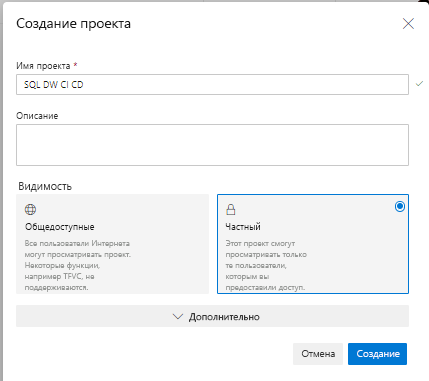 Создание проекта
Имя проекта *
SQL DW CI CD
Описание
Видимость
Общедоступные
Все пользователи Интернета
могут просматривать проект.
Некоторые функции,
например TFVC, не
поддерживаются.
Частный
Этот проект смогут
просматривать только
те пользователи,
которым вы
предоставили доступ.
Дополнительно
Отмена
Создание